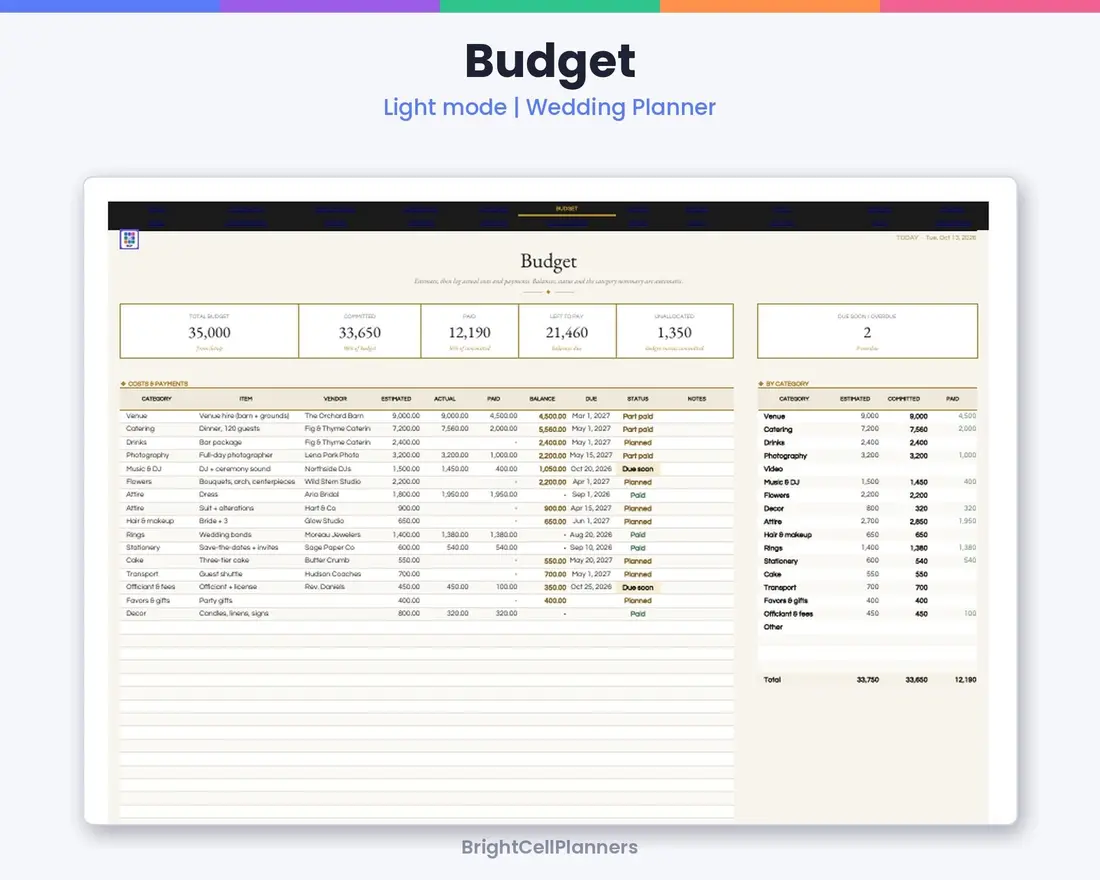 Budget
Light mode | Wedding Planner
BUDGET
TODAY · Tue, Oct 13, 2026
Budget
Estimate, then log actual costs and payments. Balances, status and the category summary are automatic.
TOTAL BUDGET COMMITTED PAID LEFT TO PAY UNALLOCATED DUE SOON / OVERDUE
35,000 33,650 12,190 21,460 1,350 2
from Setup 96% of budget 36% of committed balances due budget minus committed
❖ COSTS & PAYMENTS
CATEGORY ITEM VENDOR ESTIMATED ACTUAL PAID BALANCE DUE STATUS NOTES
Venue Venue hire (barn + grounds) The Orchard Barn 9,000.00 9,000.00 4,500.00 4,500.00 Mar 1, 2027 Part paid
Catering Dinner, 120 guests Fig & Thyme Caterin 7,200.00 7,560.00 2,000.00 5,560.00 May 1, 2027 Part paid
Drinks Bar package Fig & Thyme Caterin 2,400.00 - 2,400.00 May 1, 2027 Planned
Photography Full-day photographer Lena Park Photo 3,200.00 3,200.00 1,000.00 2,200.00 May 15, 2027 Part paid
Music & DJ DJ + ceremony sound Northside DJs 1,500.00 1,450.00 400.00 1,050.00 Oct 20, 2026 Due soon
Flowers Bouquets, arch, centerpieces Wild Stem Studio 2,200.00 - 2,200.00 Apr 1, 2027 Planned
Attire Dress Aria Bridal 1,800.00 1,950.00 1,950.00 - Sep 1, 2026 Paid
Attire Suit + alterations Hart & Co 900.00 - 900.00 Apr 15, 2027 Planned
Hair & makeup Bride + 3 Glow Studio 650.00 - 650.00 Jun 1, 2027 Planned
Rings Wedding bands Moreau Jewelers 1,400.00 1,380.00 1,380.00 - Aug 20, 2026 Paid
Stationery Save-the-dates + invites Sage Paper Co 600.00 540.00 540.00 - Sep 10, 2026 Paid
Cake Three-tier cake Butter Crumb 550.00 - 550.00 May 20, 2027 Planned
Transport Guest shuttle Hudson Coaches 700.00 - 700.00 May 1, 2027 Planned
Officiant & fees Officiant + license Rev. Daniels 450.00 450.00 100.00 350.00 Oct 25, 2026 Due soon
Favors & gifts Party gifts 400.00 - 400.00 Planned
Decor Candles, linens, signs 800.00 320.00 320.00 - Paid
❖ BY CATEGORY
CATEGORY ESTIMATED COMMITTED PAID
Venue 9,000 9,000 4,500
Catering 7,200 7,560 2,000
Drinks 2,400 2,400
Photography 3,200 3,200 1,000
Video
Music & DJ 1,500 1,450 400
Flowers 2,200 2,200
Decor 800 320 320
Attire 2,700 2,850 1,950
Hair & makeup 650 650
Rings 1,400 1,380 1,380
Stationery 600 540 540
Cake 550 550
Transport 700 700
Favors & gifts 400 400
Officiant & fees 450 450 100
Other
Total 33,750 33,650 12,190
BrightCellPlanners